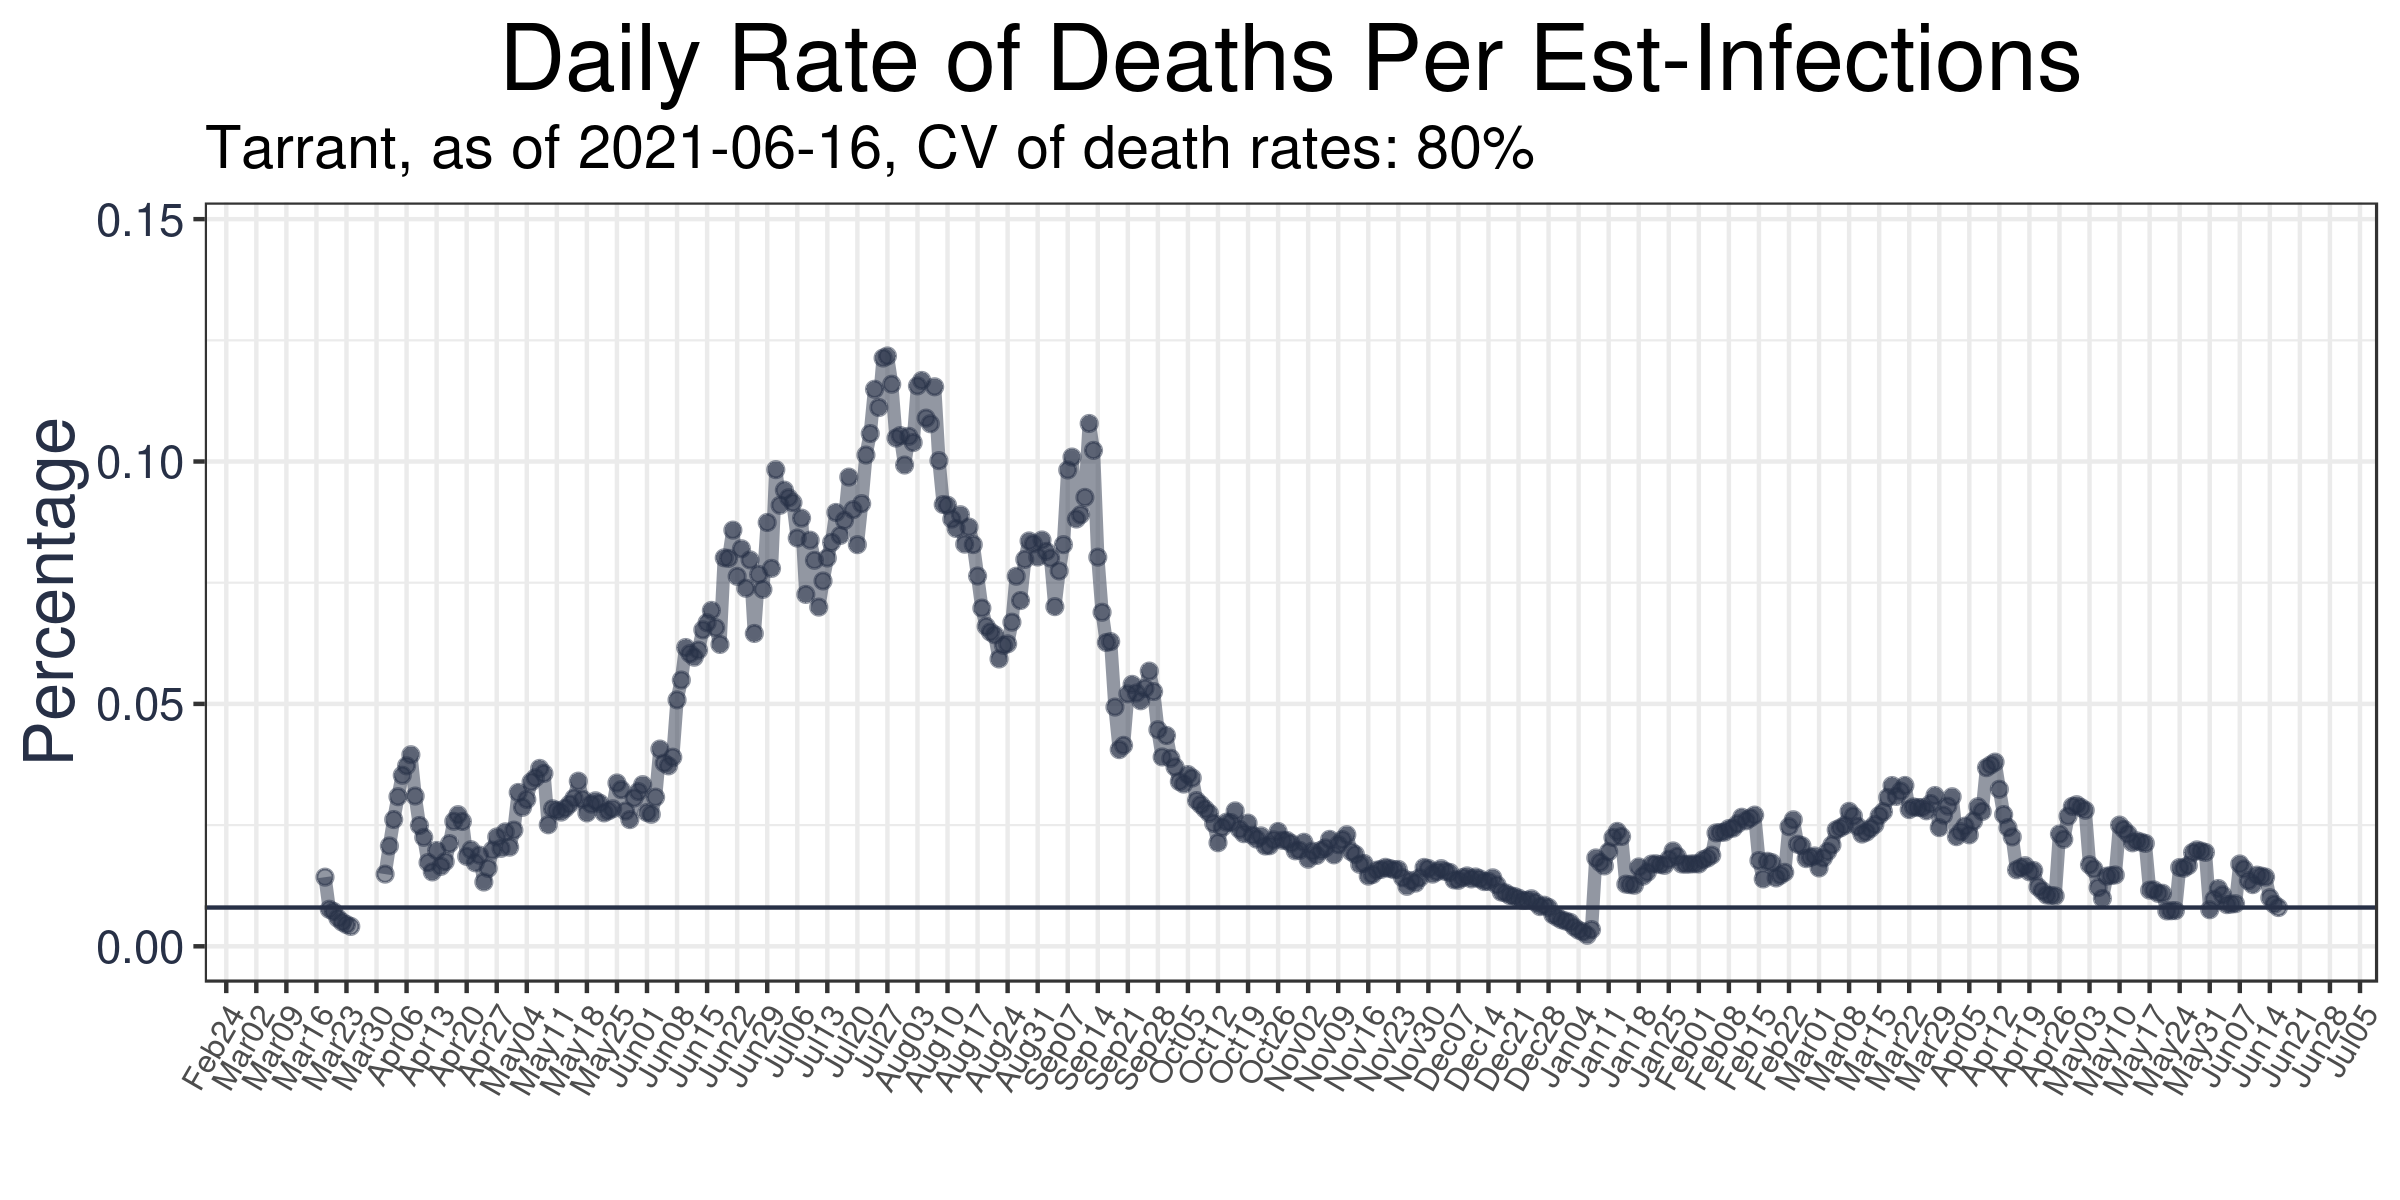 Daily Rate of Deaths Per Est-Infections
Tarrant, as of 2021-06-16, CV of death rates: 80%
Percentage
0.15
0.10
0.05
0.00
Feb24
Mar02
Mar09
Mar16
Mar23
Mar30
Apr06
Apr13
Apr20
Apr27
May04
May11
May18
May25
Jun01
Jun08
Jun15
Jun22
Jun29
Jul06
Jul13
Jul20
Jul27
Aug03
Aug10
Aug17
Aug24
Aug31
Sep07
Sep14
Sep21
Sep28
Oct05
Oct12
Oct19
Oct26
Nov02
Nov09
Nov16
Nov23
Nov30
Dec07
Dec14
Dec21
Dec28
Jan04
Jan11
Jan18
Jan25
Feb01
Feb08
Feb15
Feb22
Mar01
Mar08
Mar15
Mar22
Mar29
Apr05
Apr12
Apr19
Apr26
May03
May10
May17
May24
May31
Jun07
Jun14
Jun21
Jun28
Jul05